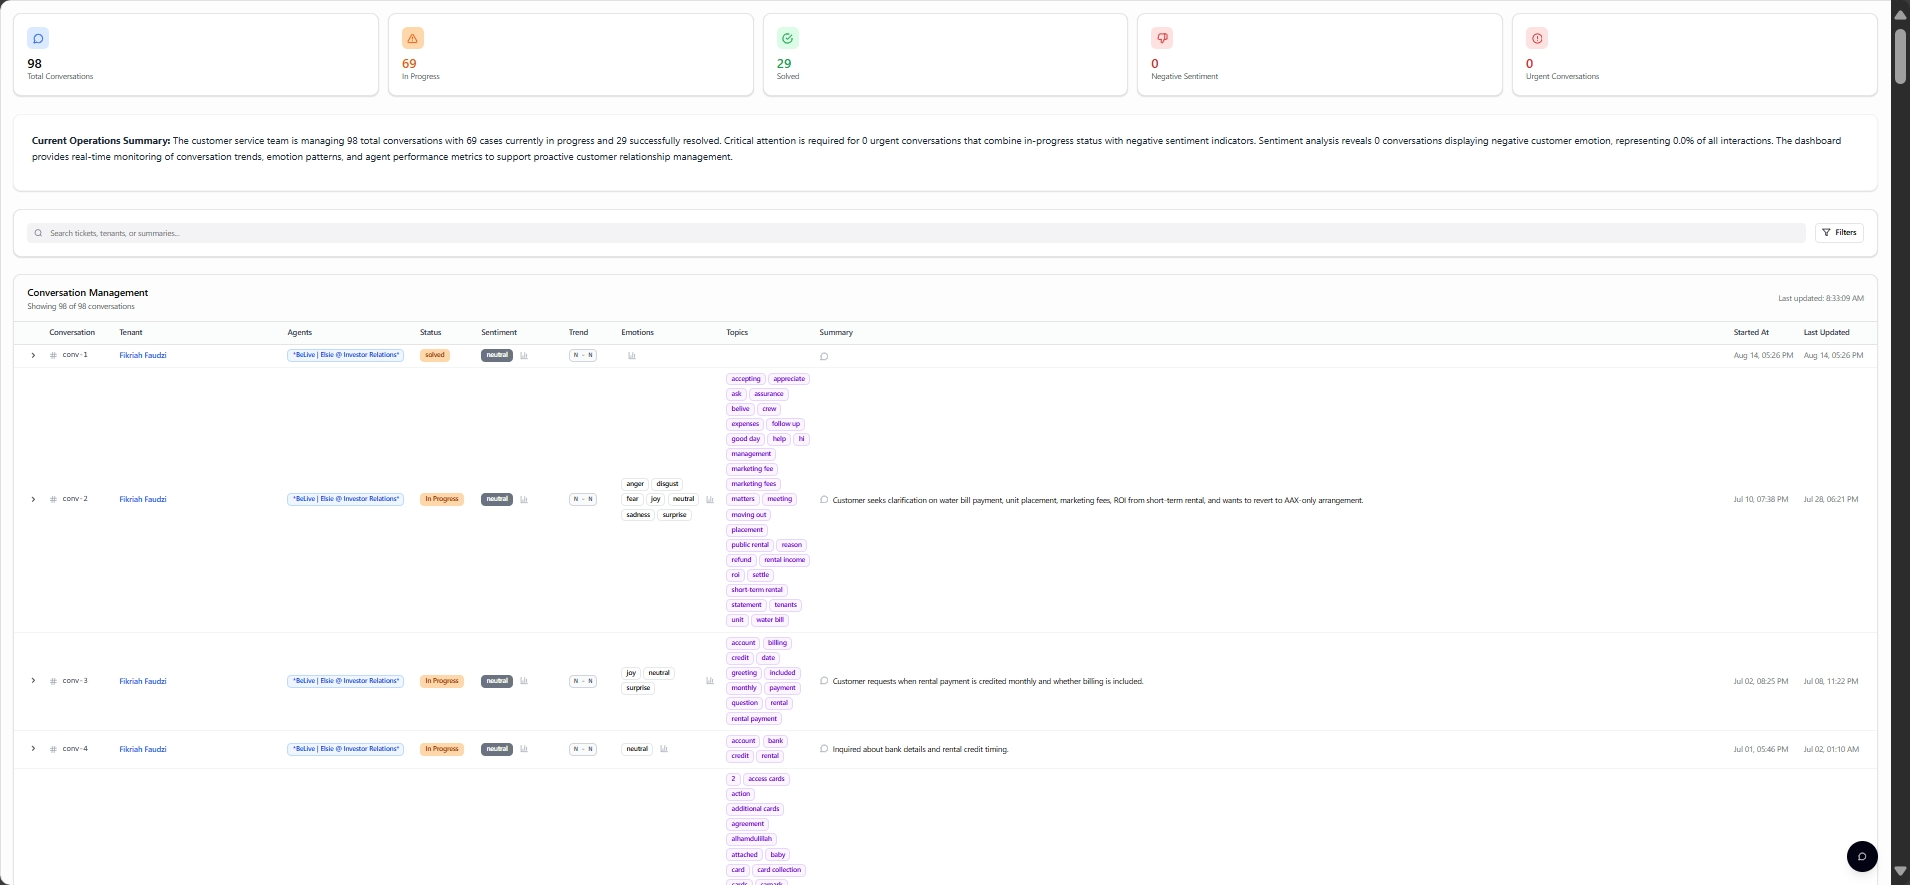 98
Total Conversations
69
In Progress
29
Solved
0
Negative Sentiment
0
Urgent Conversations
Current Operations Summary: The customer service team is managing 98 total conversations with 69 cases currently in progress and 29 successfully resolved. Critical attention is required for 0 urgent conversations that combine in-progress status with negative sentiment indicators. Sentiment analysis reveals 0 conversations displaying negative customer emotion, representing 0.0% of all interactions. The dashboard
provides real-time monitoring of conversation trends, emotion patterns, and agent performance metrics to support proactive customer relationship management.
Search tickets, tenants, or summaries...
Filters
Conversation Management
Showing 98 of 98 conversations
Last updated: 8:33:09 AM
Conversation Tenant Agents Status Sentiment Trend Emotions Topics Summary Started At Last Updated
# conv-1 Fikriah Faudzi *BeLive | Elsie @ Investor Relations* solved neutral N - N Aug 14, 05:26 PM Aug 14, 05:26 PM
accepting appreciate
ask assurance
belive crew
expenses follow up
good day help hi
management
marketing fee
marketing fees
matters meeting
moving out
placement
public rental reason
refund rental income
roi settle
short-term rental
statement tenants
unit water bill
# conv-2 Fikriah Faudzi *BeLive | Elsie @ Investor Relations* In Progress neutral N - N
anger disgust
fear joy neutral
sadness surprise
Customer seeks clarification on water bill payment, unit placement, marketing fees, ROI from short-term rental, and wants to revert to AAX-only arrangement.
Jul 10, 07:38 PM Jul 28, 06:21 PM
account billing
credit date
greeting included
monthly payment
question rental
rental payment
# conv-3 Fikriah Faudzi *BeLive | Elsie @ Investor Relations* In Progress neutral N - N
joy neutral
surprise
Customer requests when rental payment is credited monthly and whether billing is included.
Jul 02, 08:25 PM Jul 08, 11:22 PM
account bank
credit rental
# conv-4 Fikriah Faudzi *BeLive | Elsie @ Investor Relations* In Progress neutral N - N neutral
Inquired about bank details and rental credit timing.
Jul 01, 05:46 PM Jul 02, 01:10 AM
2 access cards
action
additional cards
agreement
alhamdulillah
attached baby
card card collection
cards carpark